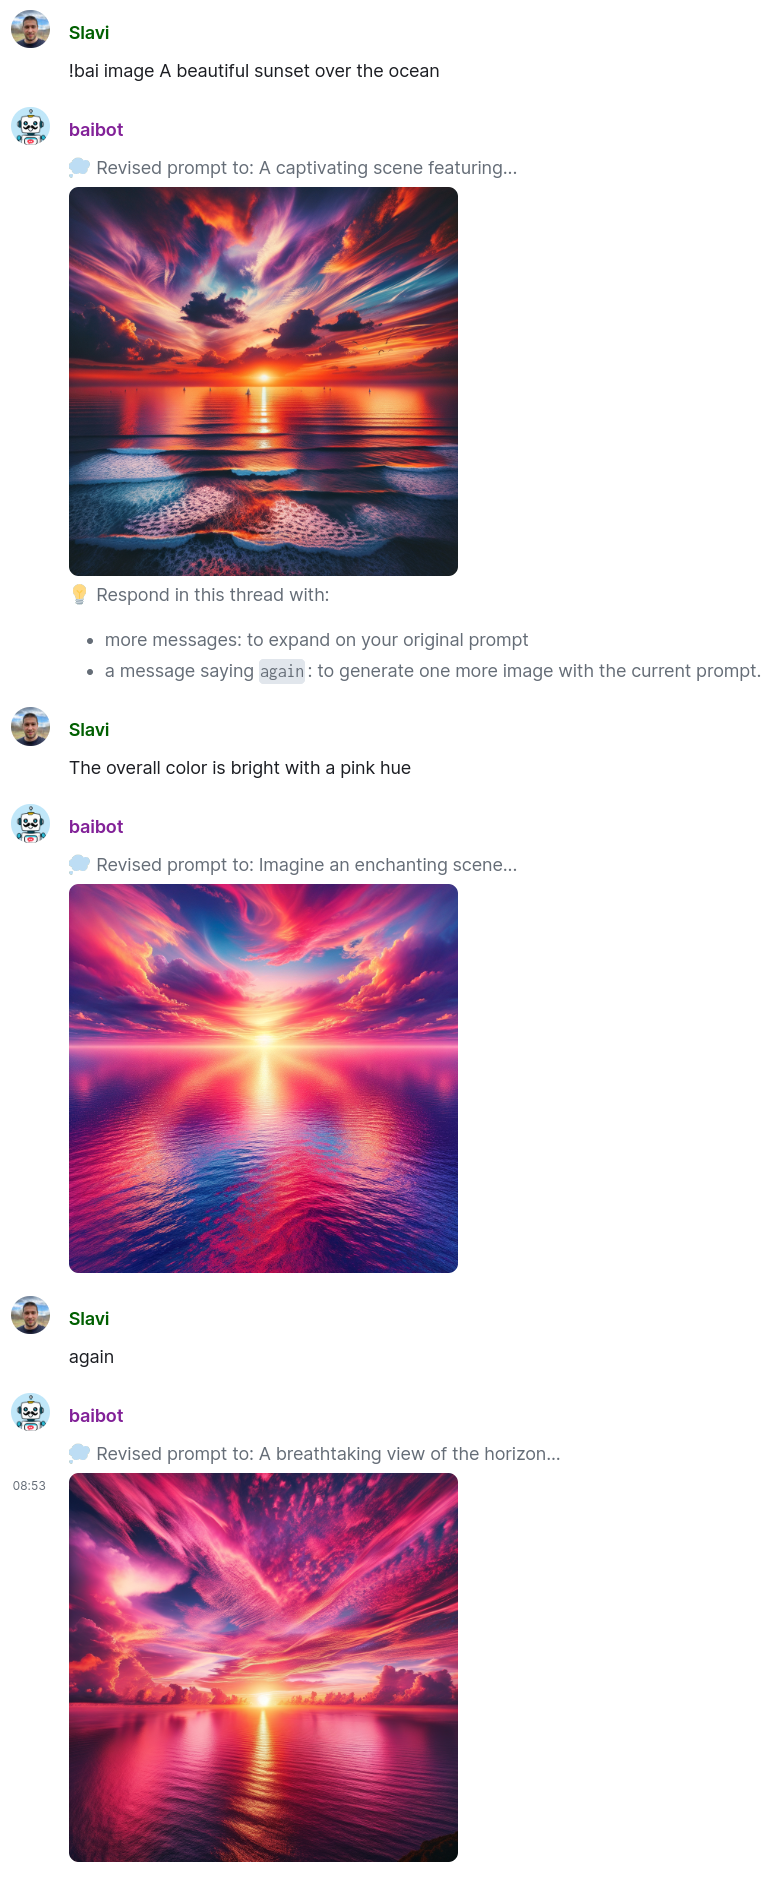 Slavi
!bai image A beautiful sunset over the ocean
baibot
Revised prompt to: A captivating scene featuring...
Respond in this thread with:
• more messages: to expand on your original prompt
• a message saying again: to generate one more image with the current prompt.
Slavi
The overall color is bright with a pink hue
baibot
Revised prompt to: Imagine an enchanting scene...
Slavi
again
baibot
Revised prompt to: A breathtaking view of the horizon...
08:53